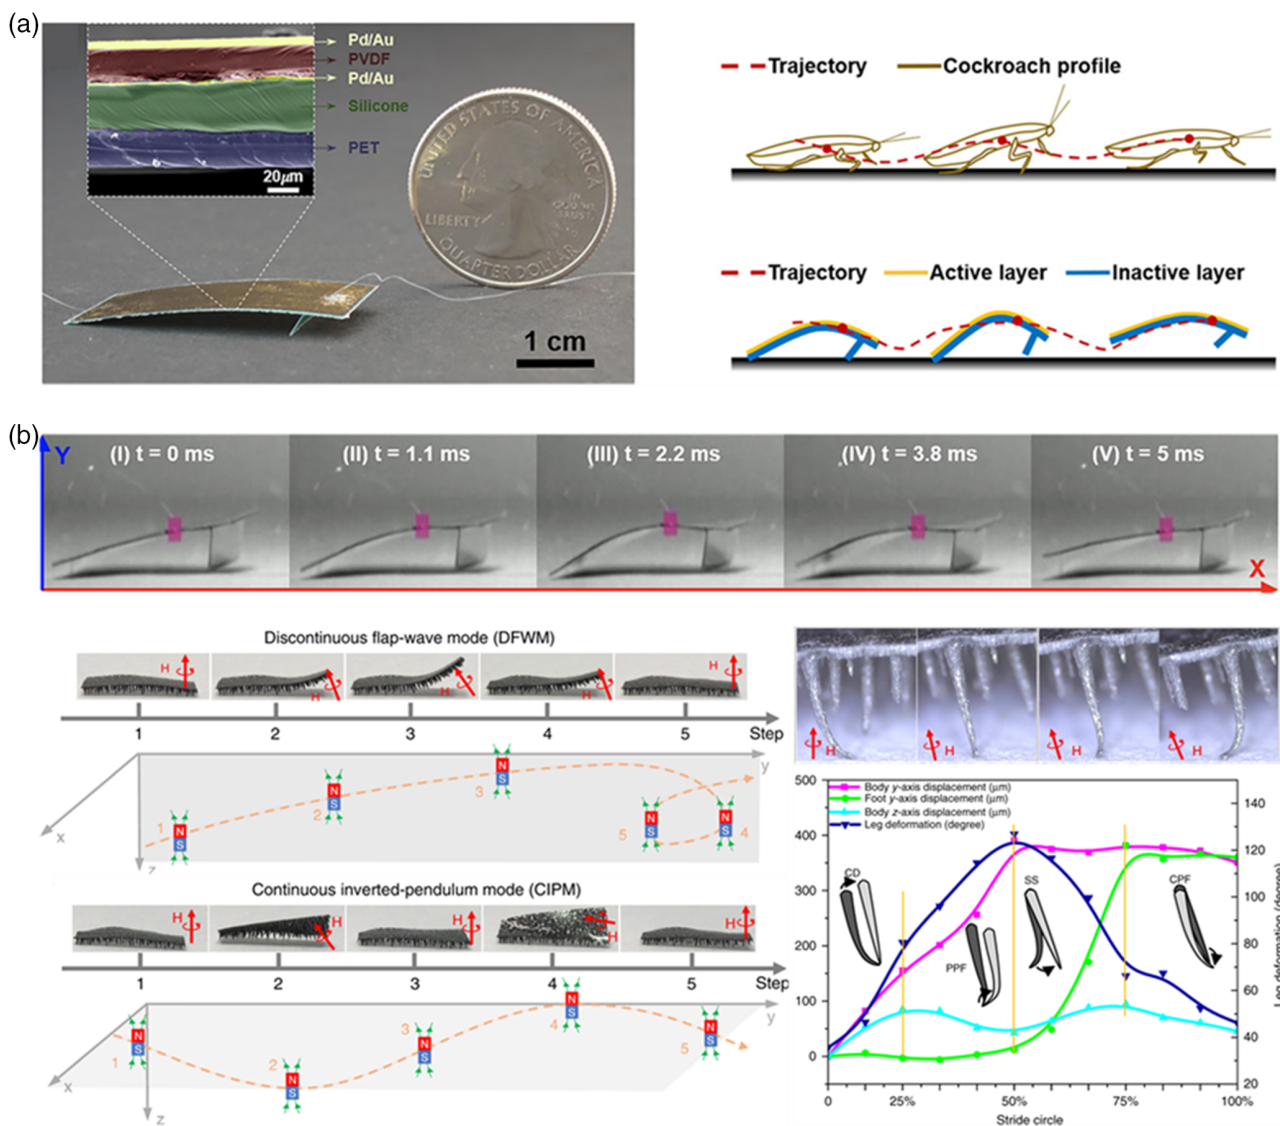 (a)
Pd/Au
PVDF
Pd/Au
Silicone
PET
20μm
UNITED STATES OF AMERICA
LIBERTY
QUARTER DOLLAR
1 cm
Trajectory
Cockroach profile
Trajectory
Active layer
Inactive layer
(b)
Y
(I) t = 0 ms
(II) t = 1.1 ms
(III) t = 2.2 ms
(IV) t = 3.8 ms
(V) t = 5 ms
X
Discontinuous flap-wave mode (DFWM)
H
H
H
H
H
1
2
3
4
5
Step
1
2
3
4
5
N
S
N
S
N
S
N
S
N
S
x
y
z
Continuous inverted-pendulum mode (CIPM)
H
H
H
H
H
1
2
3
4
5
Step
1
2
3
4
5
N
S
N
S
N
S
N
S
N
S
x
y
z
H
H
H
H
Body y-axis displacement (μm)
Foot y-axis displacement (μm)
Body z-axis displacement (μm)
Leg deformation (degree)
500
400
300
200
100
0
140
120
100
80
60
40
20
Leg deformation (degree)
CD
PPF
SS
CPF
0
25%
50%
75%
100%
Stride circle